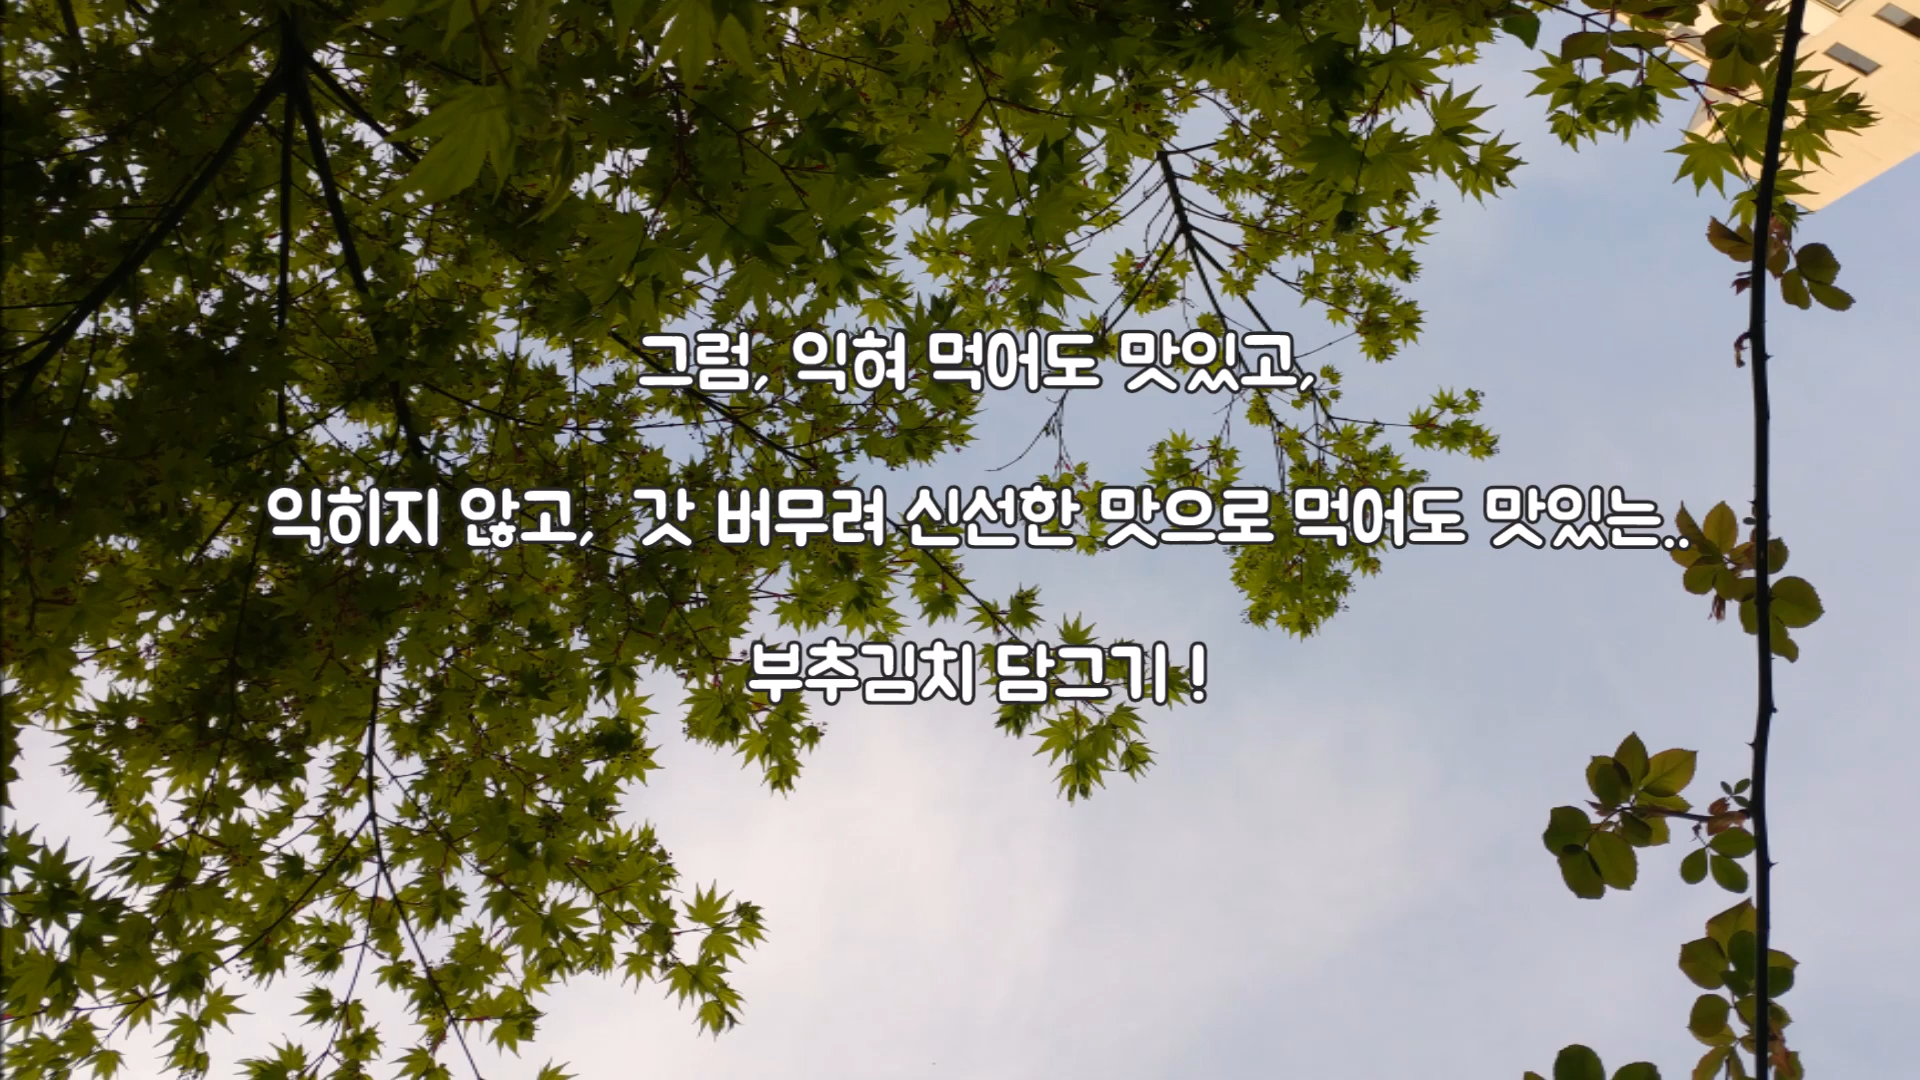 그럼, 익혀 먹어도 맛있고,
익히지 않고, 갓 버무려 신선한 맛으로 먹어도 맛있는..
부추김치 담그기 !